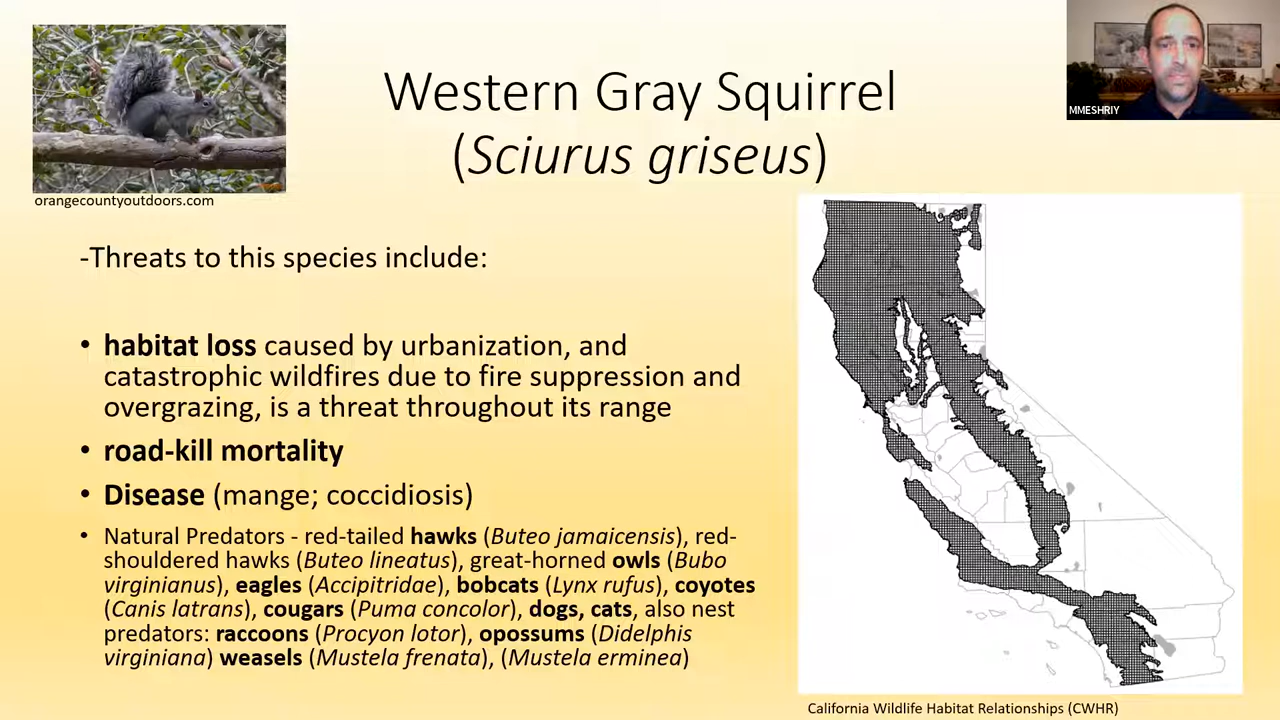 Western Gray Squirrel
(Sciurus griseus)
MMESHRIY
orangecountyoutdoors.com
-Threats to this species include:
• habitat loss caused by urbanization, and
catastrophic wildfires due to fire suppression and
overgrazing, is a threat throughout its range
• road-kill mortality
• Disease (mange; coccidiosis)
• Natural Predators - red-tailed hawks (Buteo jamaicensis), red-
shouldered hawks (Buteo lineatus), great-horned owls (Bubo
virginianus), eagles (Accipitridae), bobcats (Lynx rufus), coyotes
(Canis latrans), cougars (Puma concolor), dogs, cats, also nest
predators: raccoons (Procyon lotor), opossums (Didelphis
virginiana) weasels (Mustela frenata), (Mustela erminea)
California Wildlife Habitat Relationships (CWHR)